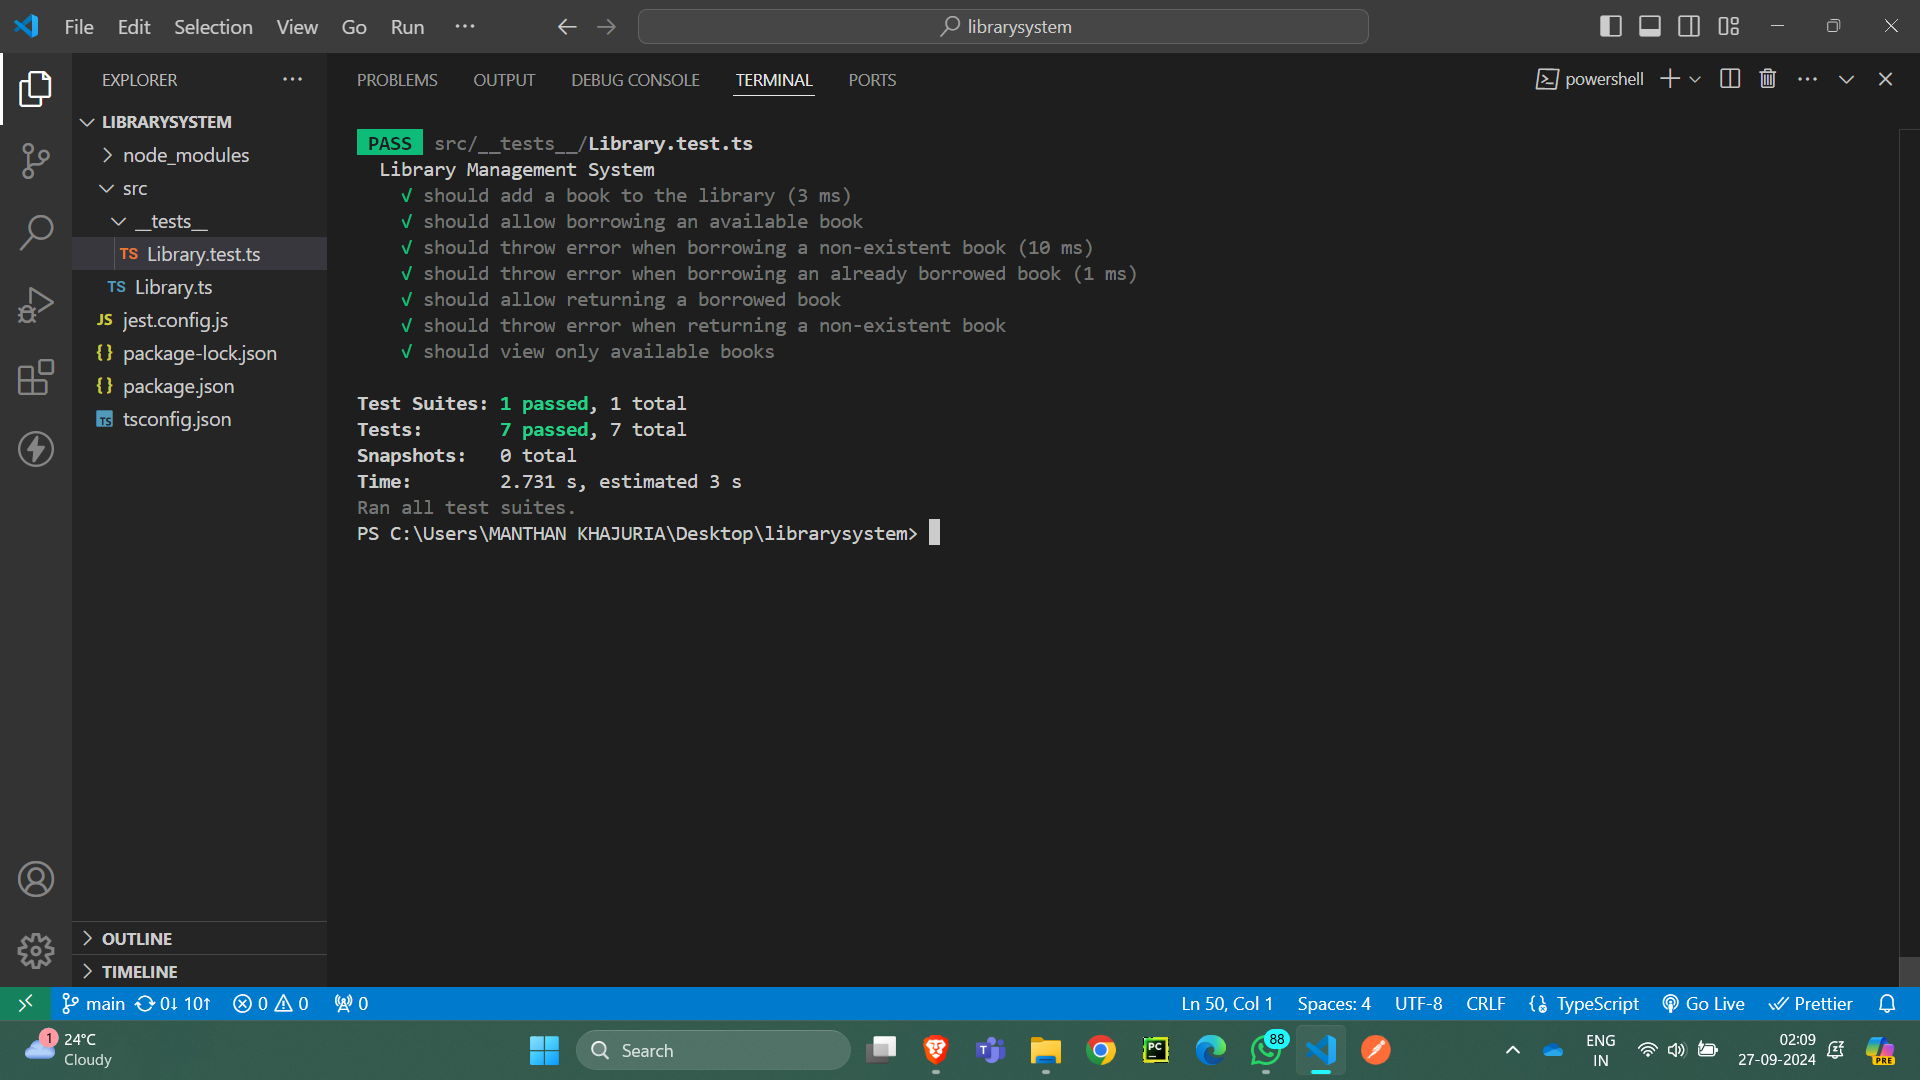 File Edit Selection View Go Run ···
librarysystem
EXPLORER ···
LIBRARYSYSTEM
node_modules
src
__tests__
TS Library.test.ts
TS Library.ts
JS jest.config.js
{} package-lock.json
{} package.json
TS tsconfig.json
OUTLINE
TIMELINE
PROBLEMS OUTPUT DEBUG CONSOLE TERMINAL PORTS
powershell
PASS src/__tests__/Library.test.ts
Library Management System
√ should add a book to the library (3 ms)
√ should allow borrowing an available book
√ should throw error when borrowing a non-existent book (10 ms)
√ should throw error when borrowing an already borrowed book (1 ms)
√ should allow returning a borrowed book
√ should throw error when returning a non-existent book
√ should view only available books
Test Suites: 1 passed, 1 total
Tests: 7 passed, 7 total
Snapshots: 0 total
Time: 2.731 s, estimated 3 s
Ran all test suites.
PS C:\Users\MANTHAN KHAJURIA\Desktop\librarysystem>
main 0↓ 10↑ 0 0 0
Ln 50, Col 1 Spaces: 4 UTF-8 CRLF {} TypeScript Go Live Prettier
1
24°C
Cloudy
Search
T
PC
88
ENG
IN
02:09
27-09-2024
PRE